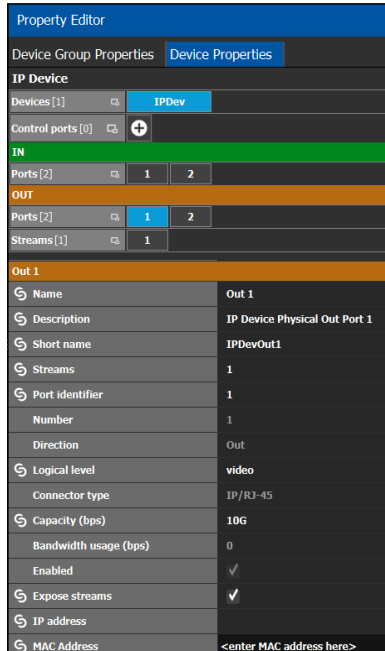 Property Editor
Device Group Properties Device Properties
IP Device
Devices [1] IPDev
Control ports [0]
IN
Ports [2] 1 2
OUT
Ports [2] 1 2
Streams [1] 1
Out 1
Name Out 1
Description IP Device Physical Out Port 1
Short name IPDevOut1
Streams 1
Port identifier 1
Number 1
Direction Out
Logical level video
Connector type IP/RJ-45
Capacity (bps) 10G
Bandwidth usage (bps) 0
Enabled
Expose streams
IP address
MAC Address <enter MAC address here>